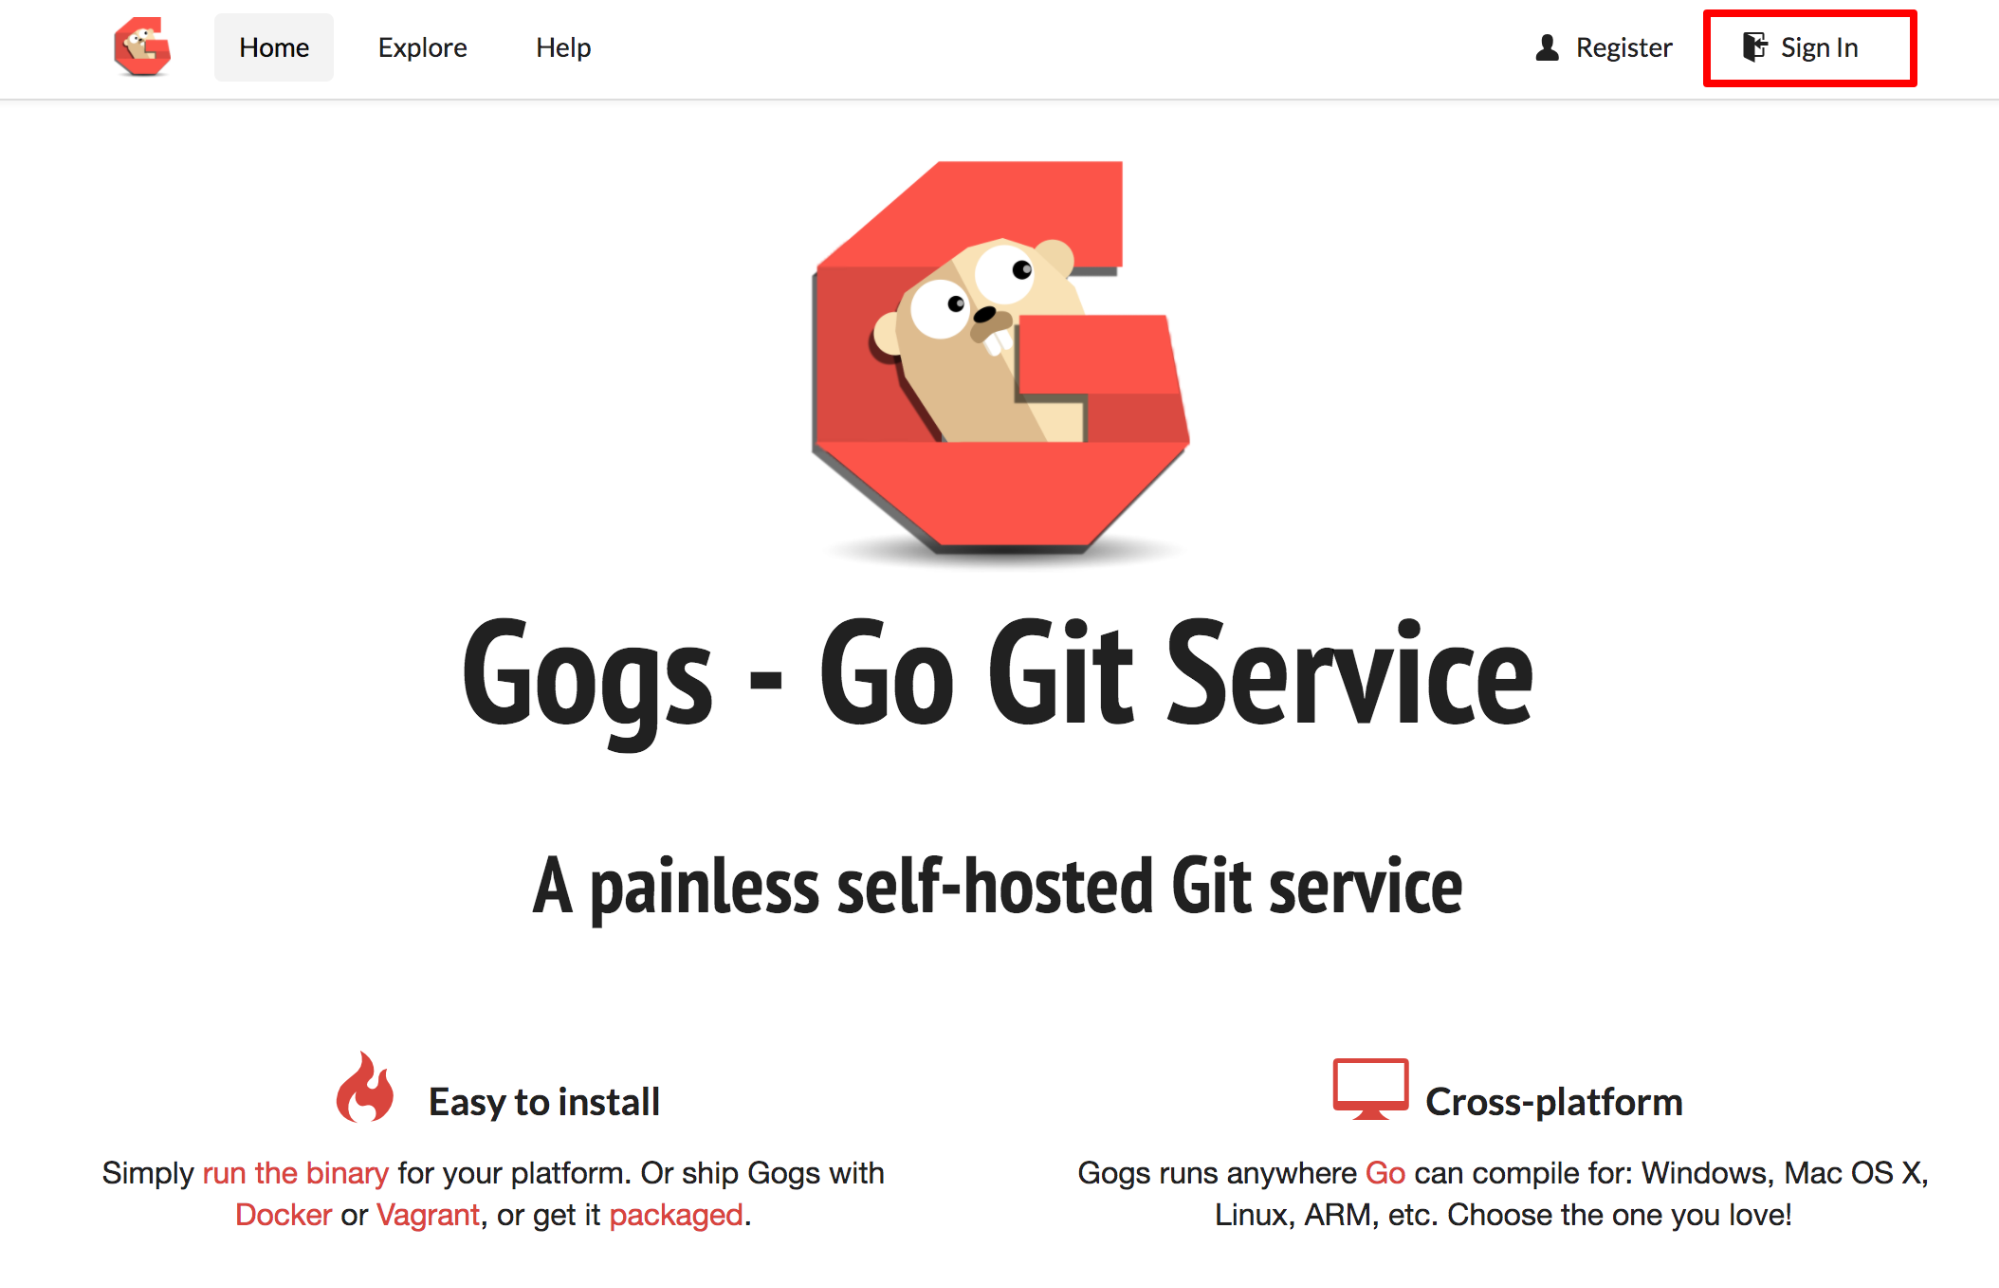 Home Explore Help Register Sign In
Gogs - Go Git Service
A painless self-hosted Git service
Easy to install
Simply run the binary for your platform. Or ship Gogs with
Docker or Vagrant, or get it packaged.
Cross-platform
Gogs runs anywhere Go can compile for: Windows, Mac OS X,
Linux, ARM, etc. Choose the one you love!